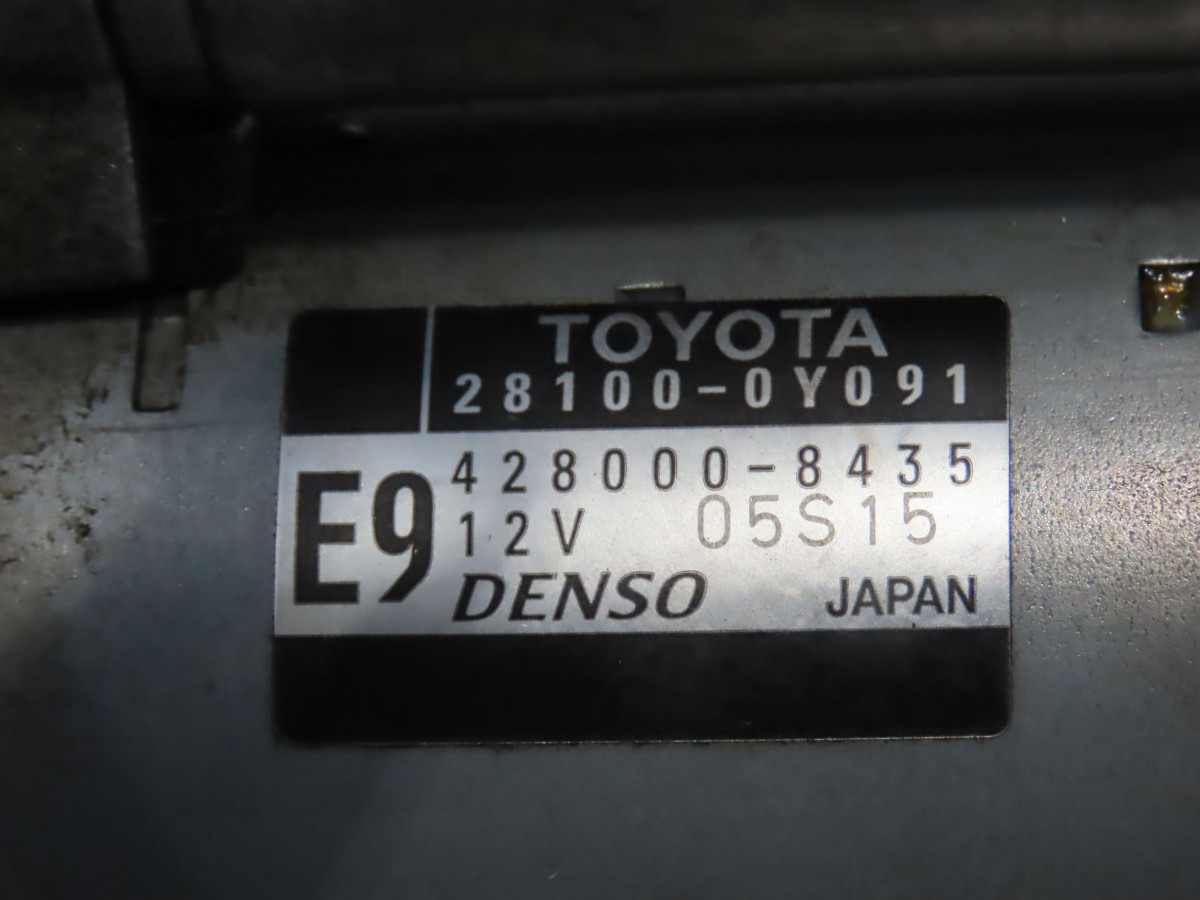 TOYOTA
28100-0Y091
E9
428000-8435
12V 05S15
DENSO JAPAN